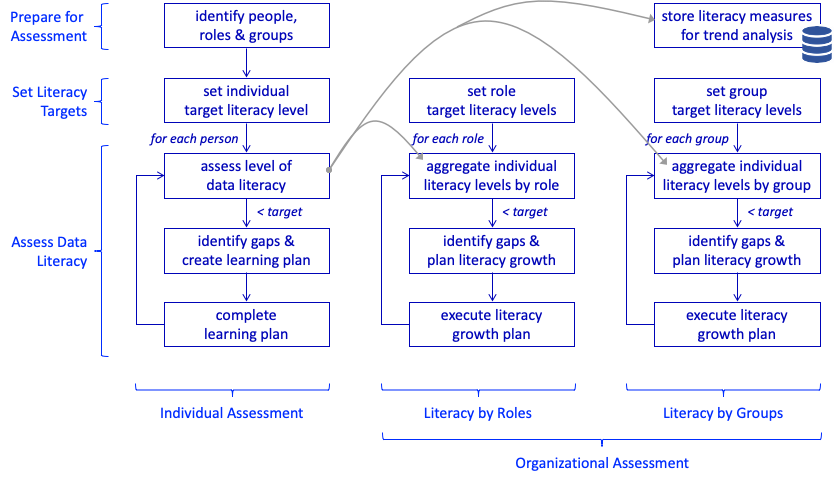 Prepare for
Assessment
identify people,
roles & groups
store literacy measures
for trend analysis
Set Literacy
Targets
set individual
target literacy level
set role
target literacy levels
set group
target literacy levels
for each person
for each role
for each group
Assess Data
Literacy
assess level of
data literacy
aggregate individual
literacy levels by role
aggregate individual
literacy levels by group
< target
< target
< target
identify gaps &
create learning plan
identify gaps &
plan literacy growth
identify gaps &
plan literacy growth
complete
learning plan
execute literacy
growth plan
execute literacy
growth plan
Individual Assessment
Literacy by Roles
Literacy by Groups
Organizational Assessment